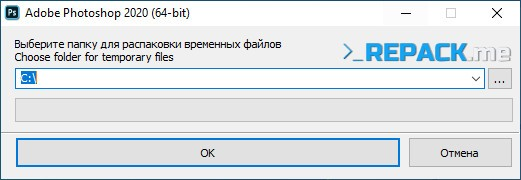 Ps Adobe Photoshop 2020 (64-bit)
Выберите папку для распаковки временных файлов
Choose folder for temporary files
>_REPACK.me
C:\
...
OK
Отмена